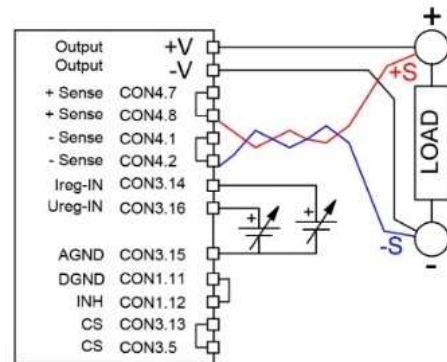 Output +V
Output -V
+ Sense CON4.7
+ Sense CON4.8
- Sense CON4.1
- Sense CON4.2
Ireg-IN CON3.14
Ureg-IN CON3.16
AGND CON3.15
DGND CON1.11
INH CON1.12
CS CON3.13
CS CON3.5
+
+S
LOAD
-S
-
+
+